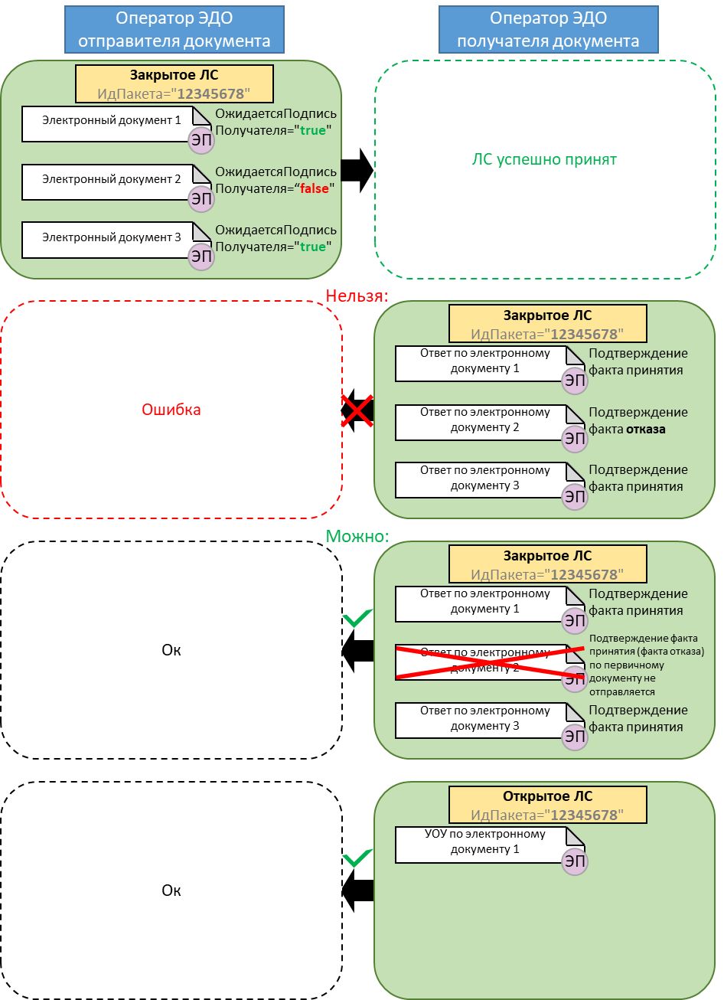 Оператор ЭДО
отправителя документа
Оператор ЭДО
получателя документа
Закрытое ЛС
ИдПакета="12345678"
Электронный документ 1
ЭП
ОжидаетсяПодпись
Получателя="true"
Электронный документ 2
ЭП
ОжидаетсяПодпись
Получателя=“false"
Электронный документ 3
ЭП
ОжидаетсяПодпись
Получателя="true"
ЛС успешно принят
Нельзя:
Ошибка
Закрытое ЛС
ИдПакета="12345678"
Ответ по электронному
документу 1
ЭП
Подтверждение
факта принятия
Ответ по электронному
документу 2
ЭП
Подтверждение
факта отказа
Ответ по электронному
документу 3
ЭП
Подтверждение
факта принятия
Можно:
Ок
Закрытое ЛС
ИдПакета="12345678"
Ответ по электронному
документу 1
ЭП
Подтверждение
факта принятия
Ответ по электронному
документу 2
ЭП
Подтверждение факта
принятия (факта отказа)
по первичному
документу не
отправляется
Ответ по электронному
документу 3
ЭП
Подтверждение
факта принятия
Ок
Открытое ЛС
ИдПакета="12345678"
УОУ по электронному
документу 1
ЭП